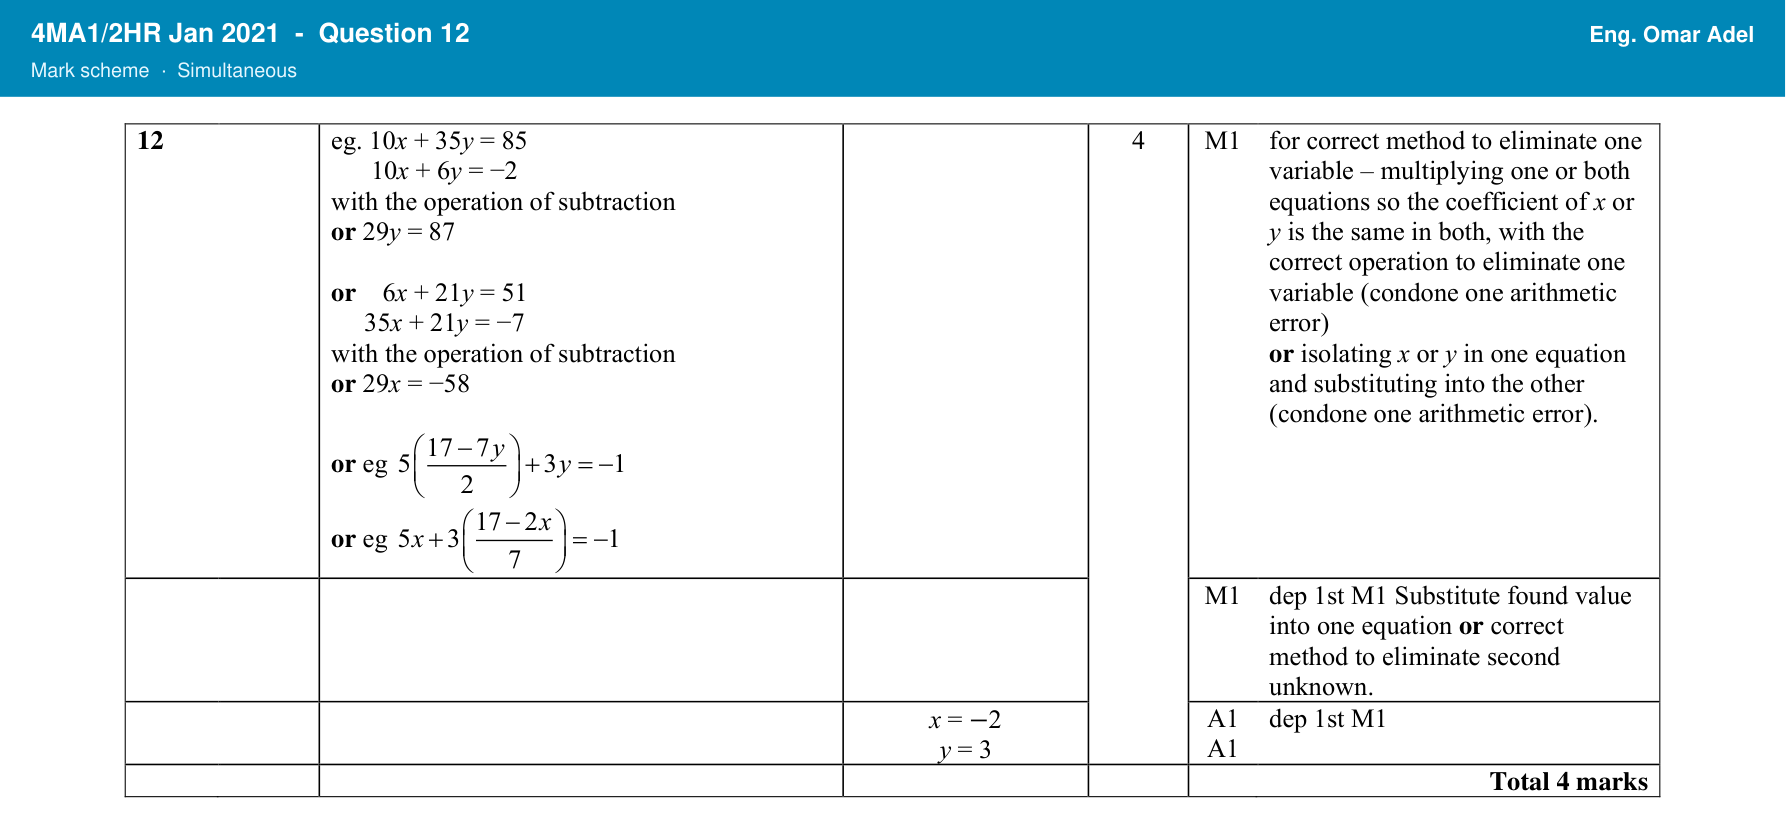 4MA1/2HR Jan 2021 - Question 12
Eng. Omar Adel
Mark scheme · Simultaneous
12
eg. 10x + 35y = 85
10x + 6y = −2
with the operation of subtraction
or 29y = 87
or 6x + 21y = 51
35x + 21y = −7
with the operation of subtraction
or 29x = −58
or eg 5((17 − 7y)/2) + 3y = −1
or eg 5x + 3((17 − 2x)/7) = −1
4
M1 for correct method to eliminate one
variable – multiplying one or both
equations so the coefficient of x or
y is the same in both, with the
correct operation to eliminate one
variable (condone one arithmetic
error)
or isolating x or y in one equation
and substituting into the other
(condone one arithmetic error).
M1 dep 1st M1 Substitute found value
into one equation or correct
method to eliminate second
unknown.
x = −2
y = 3
A1 dep 1st M1
A1
Total 4 marks